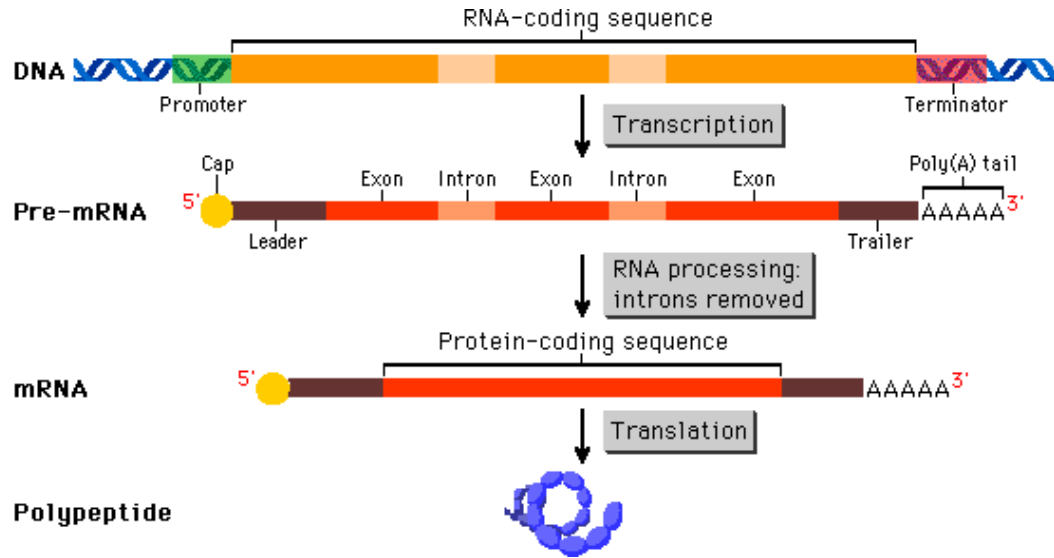 RNA-coding sequence
DNA
Promoter
Terminator
Transcription
Cap
Poly(A) tail
Exon Intron Exon Intron Exon
5'
3'
Pre-mRNA
AAAAA
Leader
Trailer
RNA processing:
introns removed
Protein-coding sequence
5'
3'
mRNA
AAAAA
Translation
Polypeptide